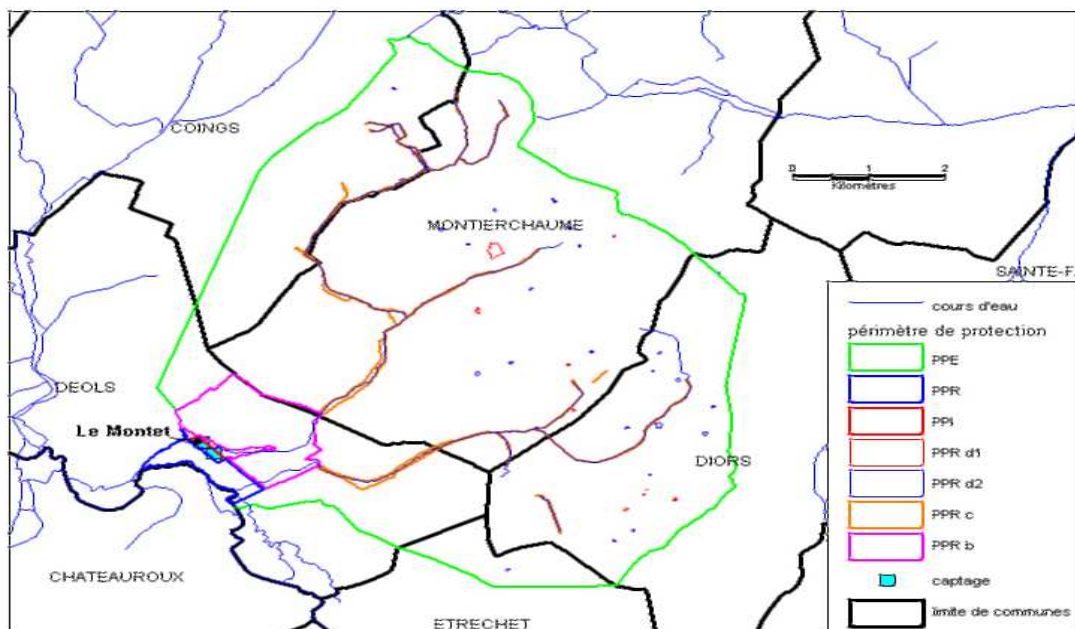 COINGS
0 1 2
Kilomètres
MONTIERCHAUME
SAINTE-F
cours d'eau
périmètre de protection
PPE
DEOLS
PPR
Le Montet
PPI
PPR d1
DIORS
PPR d2
PPR c
PPR b
CHATEAUROUX
captage
limite de communes
ETRECHET